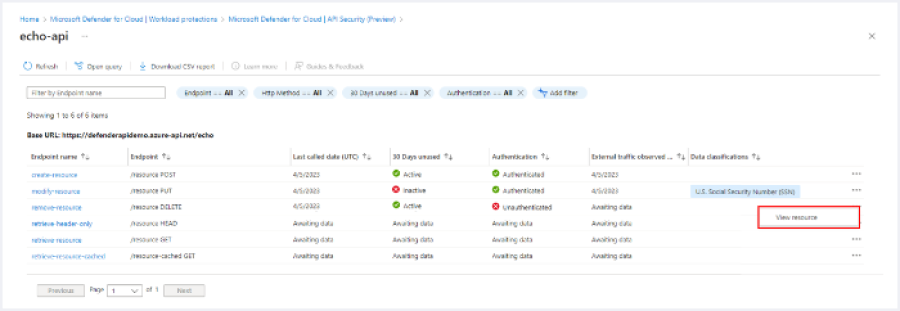 Home > Microsoft Defender for Cloud | Workload protections > Microsoft Defender for Cloud | API Security (Preview) >
echo-api ...
Refresh Open query Download CSV report Learn more Guides & Feedback
Filter by Endpoint name Endpoint == All Http Method == All 30 Days unused == All Authentication == All Add filter
Showing 1 to 6 of 6 items
Base URL: https://defenderapidemo.azure-api.net/echo
Endpoint name Endpoint Last called date (UTC) 30 Days unused Authentication External traffic observed ... Data classifications
create-resource /resource POST 4/5/2023 Active Authenticated 4/5/2023 ...
modify-resource /resource PUT 4/5/2023 Inactive Authenticated 4/5/2023 U.S. Social Security Number (SSN) ...
remove-resource /resource DELETE 4/5/2023 Active Unauthenticated Awaiting data
View resource
retrieve-header-only /resource HEAD Awaiting data Awaiting data Awaiting data Awaiting data
retrieve-resource /resource GET Awaiting data Awaiting data Awaiting data Awaiting data ...
retrieve-resource-cached /resource-cached GET Awaiting data Awaiting data Awaiting data Awaiting data ...
Previous Page 1 of 1 Next